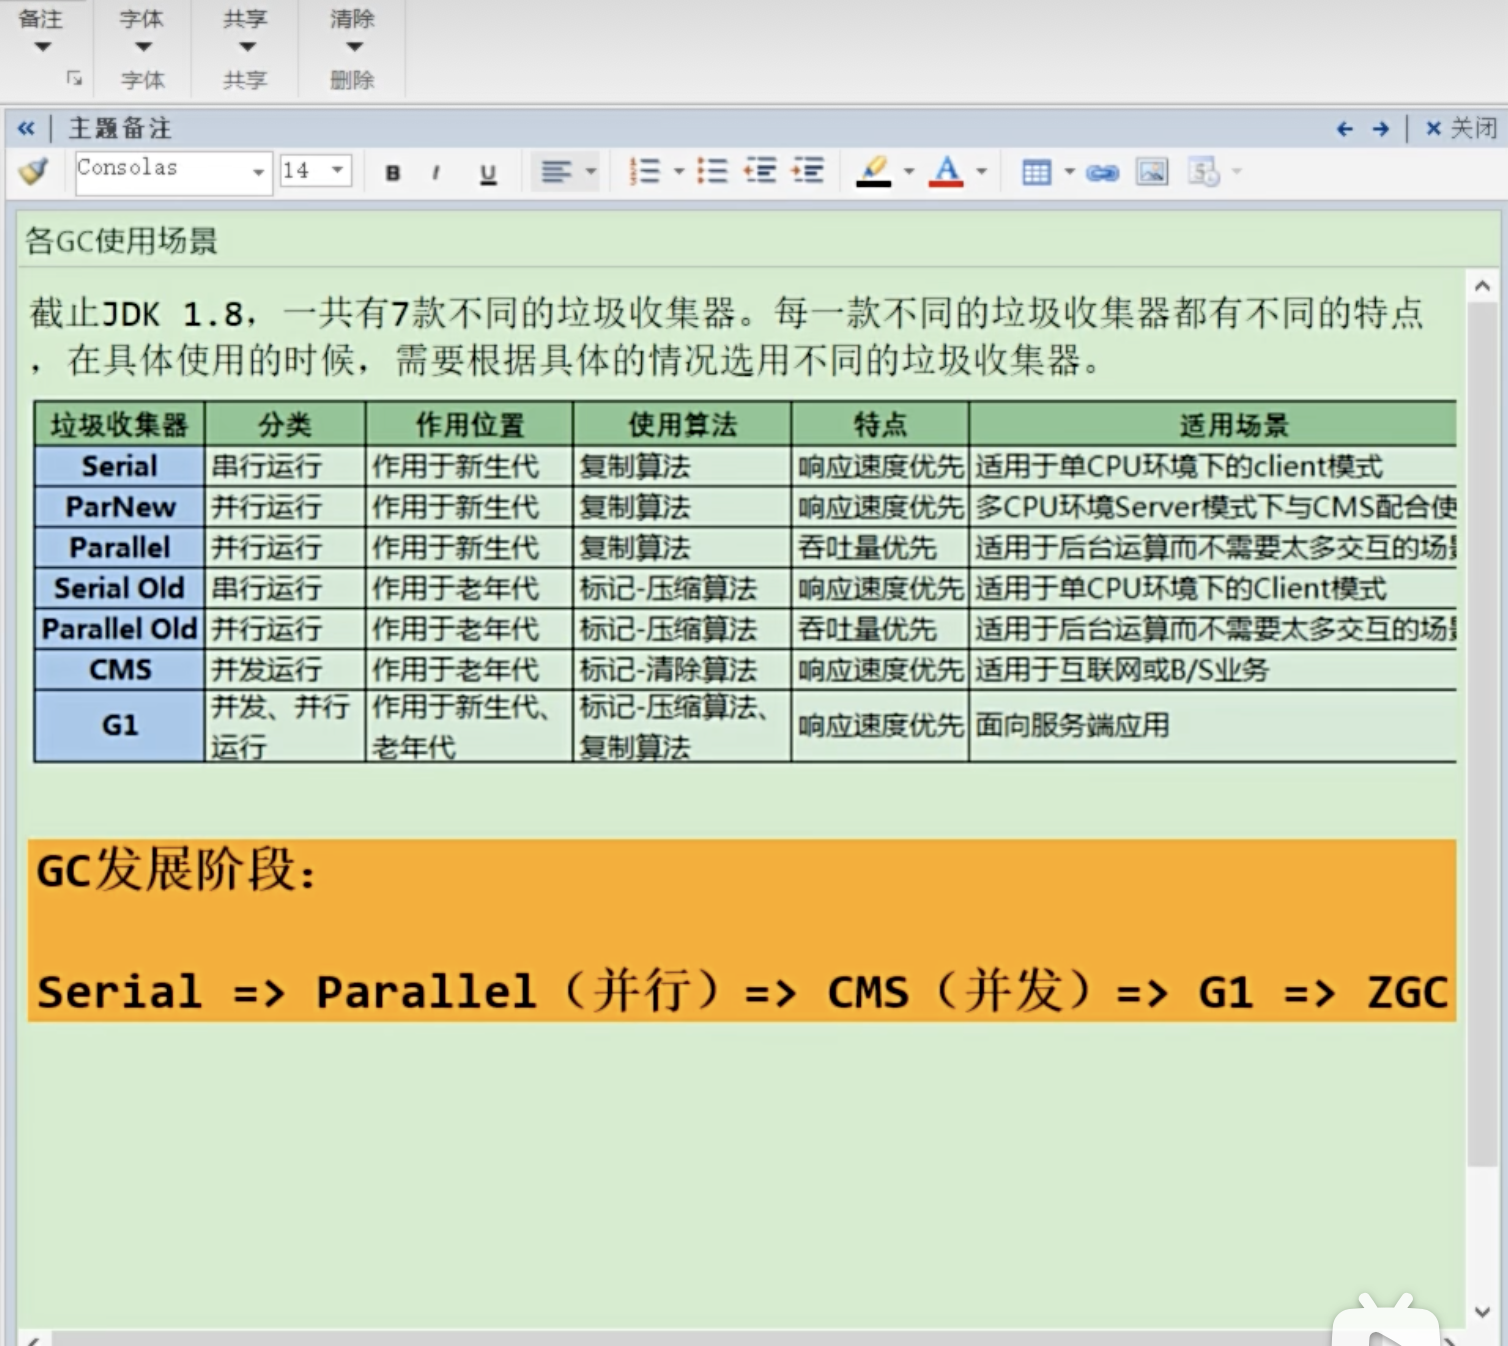 备注 字体 共享 清除
字体 共享 删除
主题备注 关闭
Consolas 14 B I U
各GC使用场景
截止JDK 1.8，一共有7款不同的垃圾收集器。每一款不同的垃圾收集器都有不同的特点
，在具体使用的时候，需要根据具体的情况选用不同的垃圾收集器。
垃圾收集器 分类 作用位置 使用算法 特点 适用场景
Serial 串行运行 作用于新生代 复制算法 响应速度优先 适用于单CPU环境下的client模式
ParNew 并行运行 作用于新生代 复制算法 响应速度优先 多CPU环境Server模式下与CMS配合使
Parallel 并行运行 作用于新生代 复制算法 吞吐量优先 适用于后台运算而不需要太多交互的场
Serial Old 串行运行 作用于老年代 标记-压缩算法 响应速度优先 适用于单CPU环境下的Client模式
Parallel Old 并行运行 作用于老年代 标记-压缩算法 吞吐量优先 适用于后台运算而不需要太多交互的场
CMS 并发运行 作用于老年代 标记-清除算法 响应速度优先 适用于互联网或B/S业务
G1 并发、并行运行 作用于新生代、老年代 标记-压缩算法、复制算法 响应速度优先 面向服务端应用
GC发展阶段：
Serial => Parallel（并行）=> CMS（并发）=> G1 => ZGC